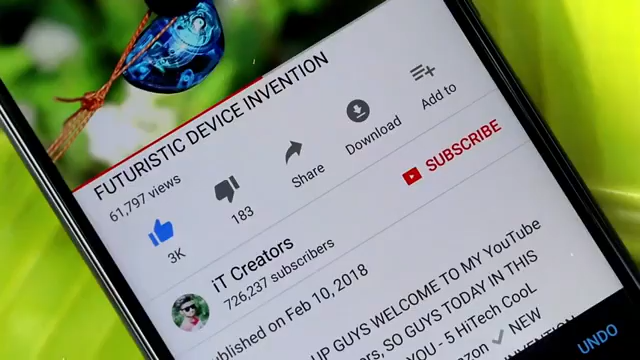 FUTURISTIC DEVICE INVENTION
61,797 views
3K
183
Share
Download
Add to
iT Creators
726,237 subscribers
SUBSCRIBE
ublished on Feb 10, 2018
UP GUYS WELCOME TO MY YouTube
ers, SO GUYS TODAY IN THIS
YOU - 5 HiTech CooL
zon ✔ NEW
UNDO